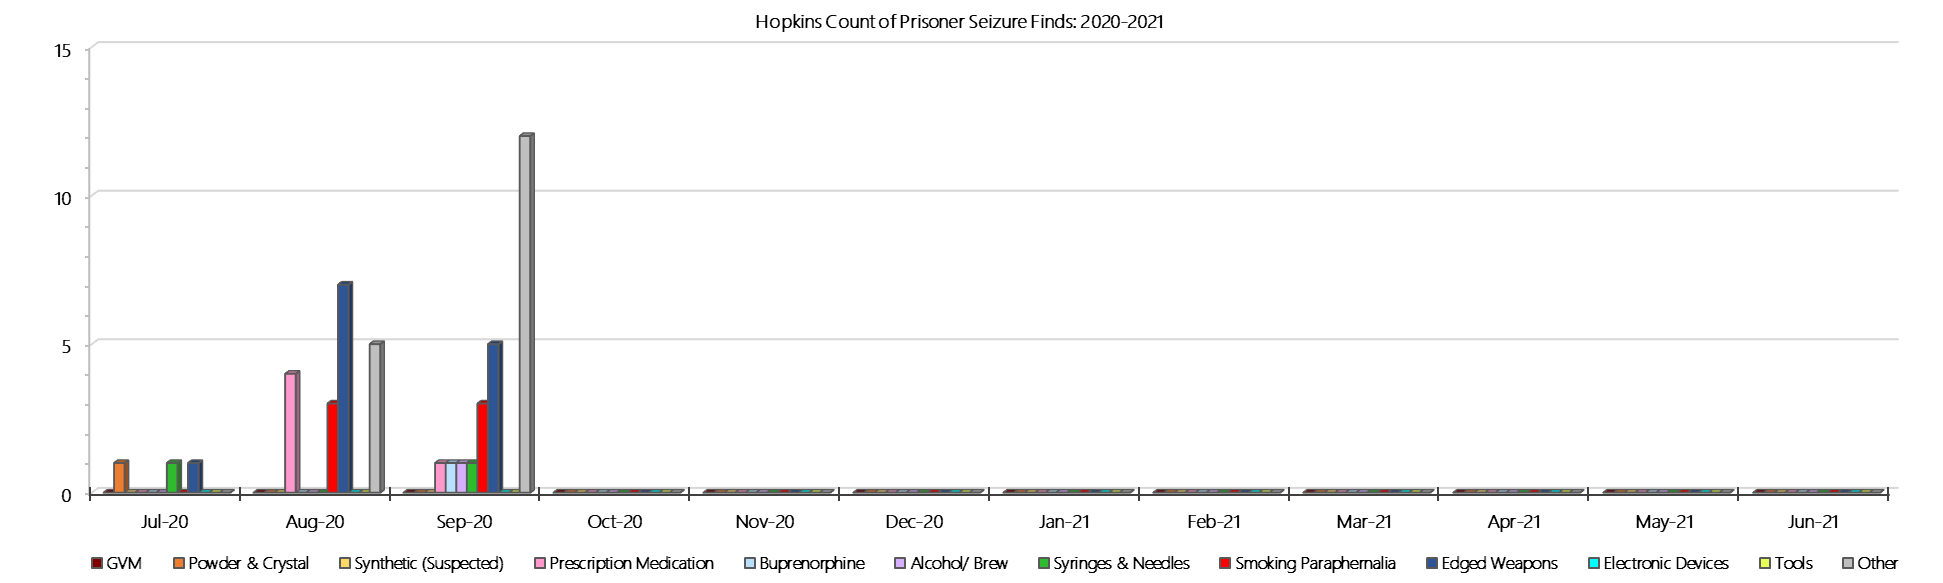 Hopkins Count of Prisoner Seizure Finds: 2020-2021
15
10
5
0
Jul-20 Aug-20 Sep-20 Oct-20 Nov-20 Dec-20 Jan-21 Feb-21 Mar-21 Apr-21 May-21 Jun-21
GVM Powder & Crystal Synthetic (Suspected) Prescription Medication Buprenorphine Alcohol/ Brew Syringes & Needles Smoking Paraphernalia Edged Weapons Electronic Devices Tools Other